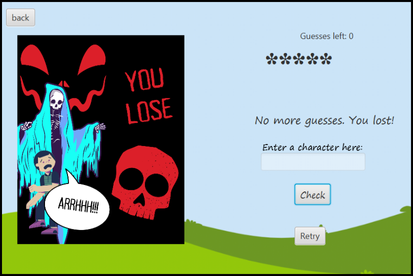 back
Guesses left: 0
*****
YOU
LOSE
No more guesses. You lost!
Enter a character here:
ARRHHH!!!
Check
Retry